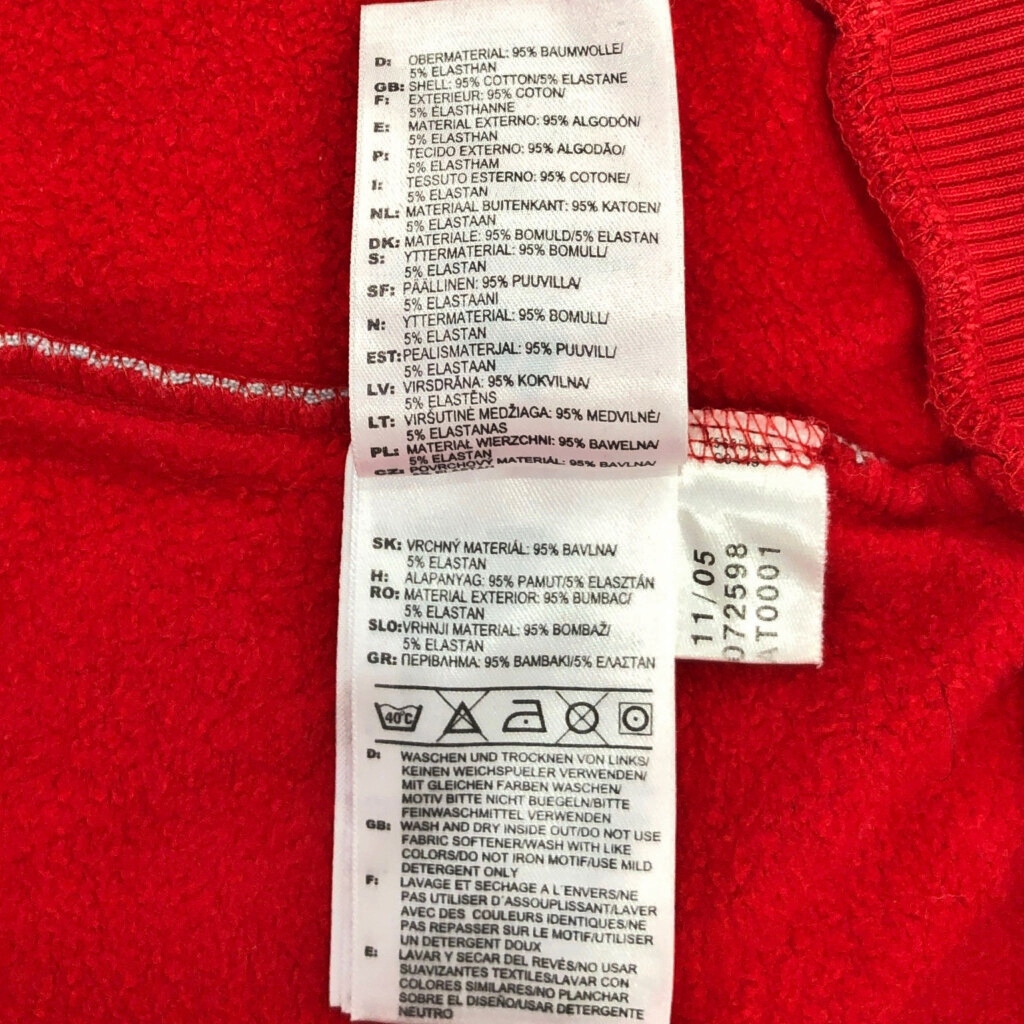 D: OBERMATERIAL: 95% BAUMWOLLE/
5% ELASTHAN
GB: SHELL: 95% COTTON/5% ELASTANE
F: EXTERIEUR: 95% COTON/
5% ÉLASTHANNE
E: MATERIAL EXTERNO: 95% ALGODÓN/
5% ELASTHAN
P: TECIDO EXTERNO: 95% ALGODÃO/
5% ELASTHAM
I: TESSUTO ESTERNO: 95% COTONE/
5% ELASTAN
NL: MATERIAAL BUITENKANT: 95% KATOEN/
5% ELASTAAN
DK: MATERIALE: 95% BOMULD/5% ELASTAN
S: YTTERMATERIAL: 95% BOMULL/
5% ELASTAN
SF: PÄÄLLINEN: 95% PUUVILLA/
5% ELASTAANI
N: YTTERMATERIAL: 95% BOMULL/
5% ELASTAN
EST: PEALISMATERJAL: 95% PUUVILL/
5% ELASTAAN
LV: VIRSDRĀNA: 95% KOKVILNA/
5% ELASTĒNS
LT: VIRŠUTINĖ MEDŽIAGA: 95% MEDVILNĖ/
5% ELASTANAS
PL: MATERIAŁ WIERZCHNI: 95% BAWEŁNA/
5% ELASTAN
CZ: POVRCHOVÝ MATERIÁL: 95% BAVLNA/
SK: VRCHNÝ MATERIÁL: 95% BAVLNA/
5% ELASTAN
H: ALAPANYAG: 95% PAMUT/5% ELASZTÁN
RO: MATERIAL EXTERIOR: 95% BUMBAC/
5% ELASTAN
SLO: VRHNJI MATERIAL: 95% BOMBAŽ/
5% ELASTAN
GR: ΠΕΡΙΒΛΗΜΑ: 95% ΒΑΜΒΑΚΙ/5% ΕΛΑΣΤΑΝ
40°C
D: WASCHEN UND TROCKNEN VON LINKS/
KEINEN WEICHSPUELER VERWENDEN/
MIT GLEICHEN FARBEN WASCHEN/
MOTIV BITTE NICHT BUEGELN/BITTE
FEINWASCHMITTEL VERWENDEN
GB: WASH AND DRY INSIDE OUT/DO NOT USE
FABRIC SOFTENER/WASH WITH LIKE
COLORS/DO NOT IRON MOTIF/USE MILD
DETERGENT ONLY
F: LAVAGE ET SECHAGE A L'ENVERS/NE
PAS UTILISER D'ASSOUPLISSANT/LAVER
AVEC DES COULEURS IDENTIQUES/NE
PAS REPASSER SUR LE MOTIF/UTILISER
UN DETERGENT DOUX
E: LAVAR Y SECAR DEL REVÉS/NO USAR
SUAVIZANTES TEXTILES/LAVAR CON
COLORES SIMILARES/NO PLANCHAR
SOBRE EL DISEÑO/USAR DETERGENTE
NEUTRO
11/05
072598
AT0001